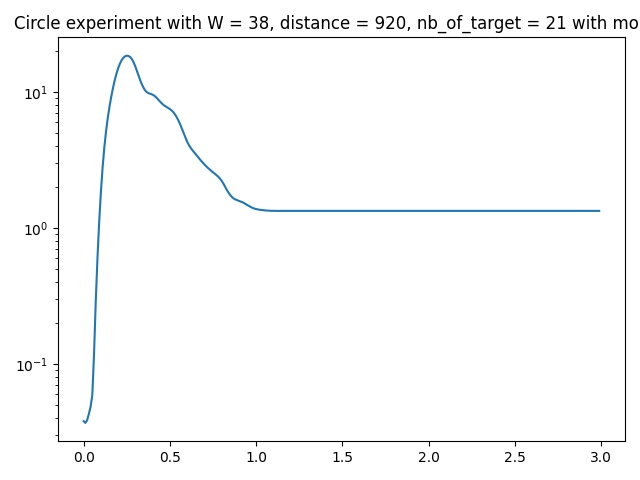 Circle experiment with W = 38, distance = 920, nb_of_target = 21 with mo
10¹
10⁰
10⁻¹
0.0 0.5 1.0 1.5 2.0 2.5 3.0